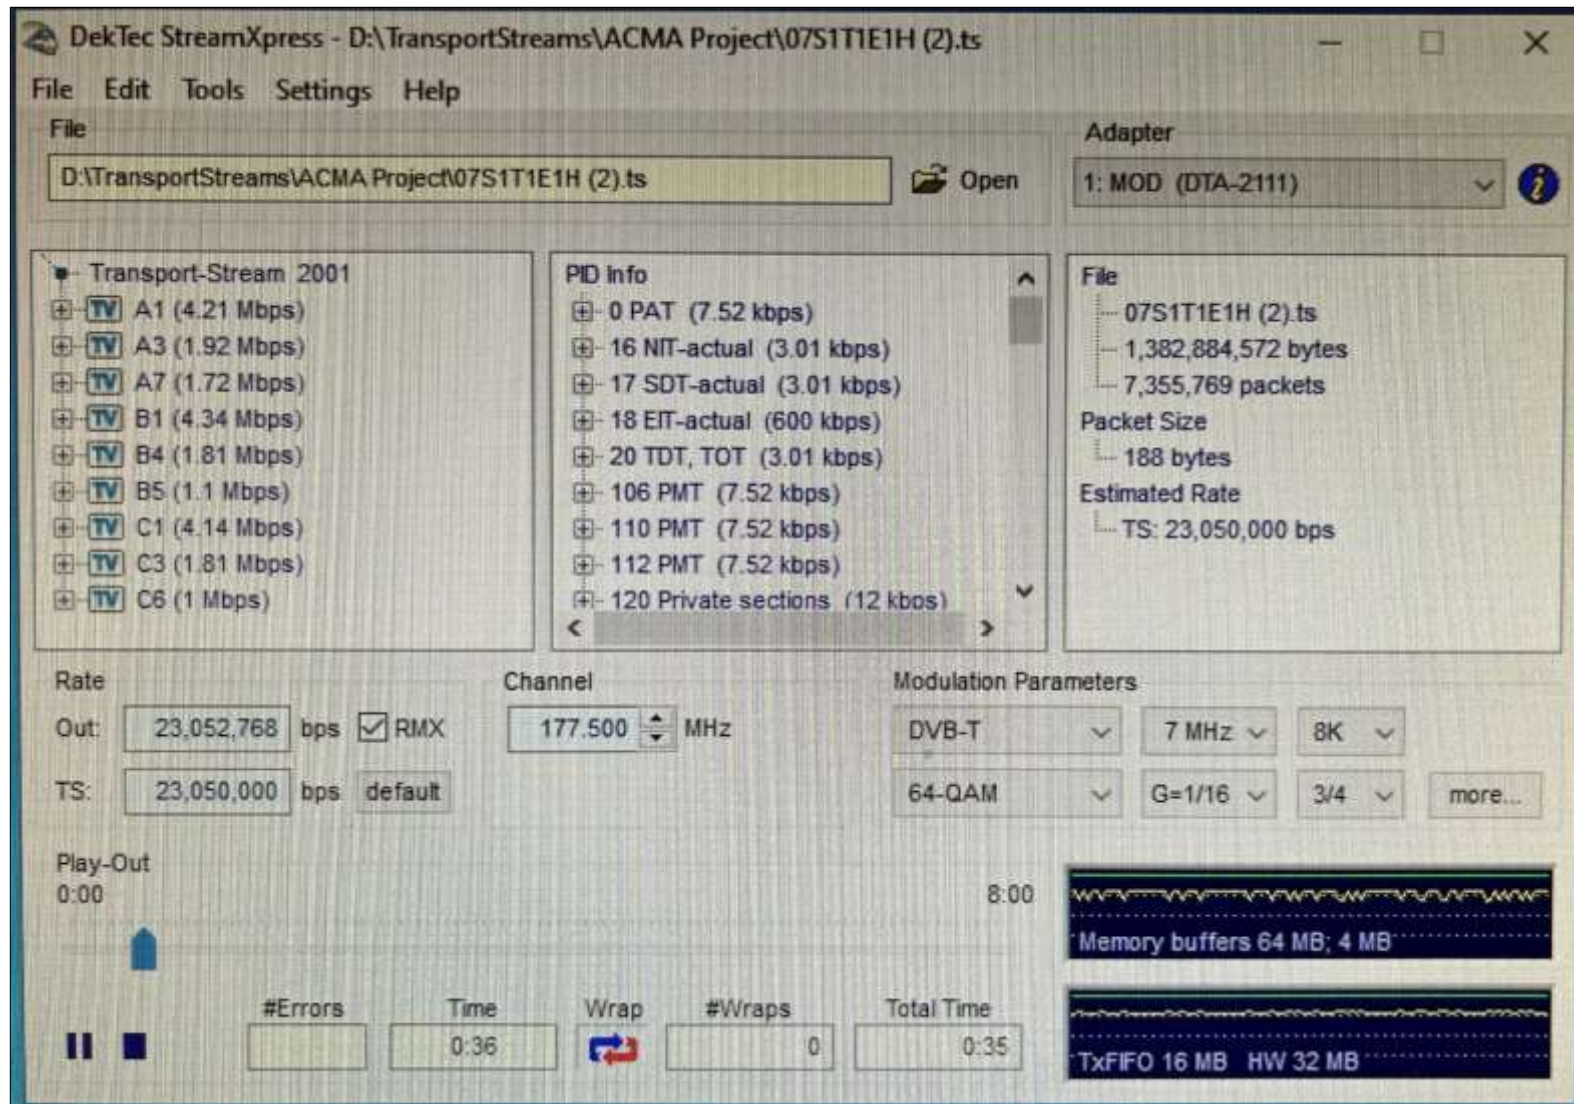 DekTec StreamXpress - D:\TransportStreams\ACMA Project\07S1T1E1H (2).ts
File Edit Tools Settings Help
File
D:\TransportStreams\ACMA Project\07S1T1E1H (2).ts
Open
Adapter
1: MOD (DTA-2111)
i
Transport-Stream 2001
TV A1 (4.21 Mbps)
TV A3 (1.92 Mbps)
TV A7 (1.72 Mbps)
TV B1 (4.34 Mbps)
TV B4 (1.81 Mbps)
TV B5 (1.1 Mbps)
TV C1 (4.14 Mbps)
TV C3 (1.81 Mbps)
TV C6 (1 Mbps)
PID Info
0 PAT (7.52 kbps)
16 NIT-actual (3.01 kbps)
17 SDT-actual (3.01 kbps)
18 EIT-actual (600 kbps)
20 TDT, TOT (3.01 kbps)
106 PMT (7.52 kbps)
110 PMT (7.52 kbps)
112 PMT (7.52 kbps)
120 Private sections (12 kbps)
File
07S1T1E1H (2).ts
1,382,884,572 bytes
7,355,769 packets
Packet Size
188 bytes
Estimated Rate
TS: 23,050,000 bps
Rate
Out: 23,052,768 bps RMX
TS: 23,050,000 bps default
Channel
177.500 MHz
Modulation Parameters
DVB-T 7 MHz 8K
64-QAM G=1/16 3/4 more...
Play-Out
0:00 8:00
#Errors Time Wrap #Wraps Total Time
0:36 0 0:35
Memory buffers 64 MB; 4 MB
TxFIFO 16 MB HW 32 MB